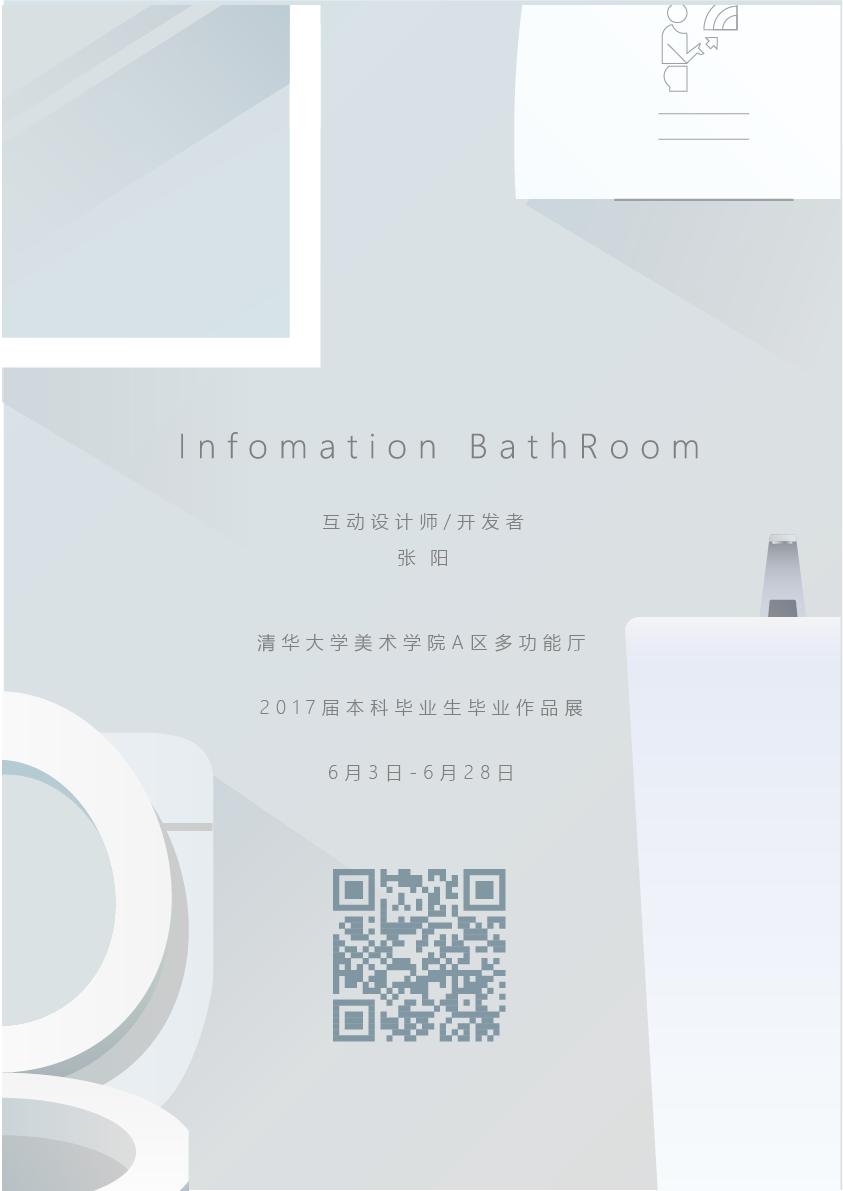 Infomation BathRoom
互动设计师/开发者
张 阳
清华大学美术学院A区多功能厅
2017届本科毕业生毕业作品展
6月3日-6月28日